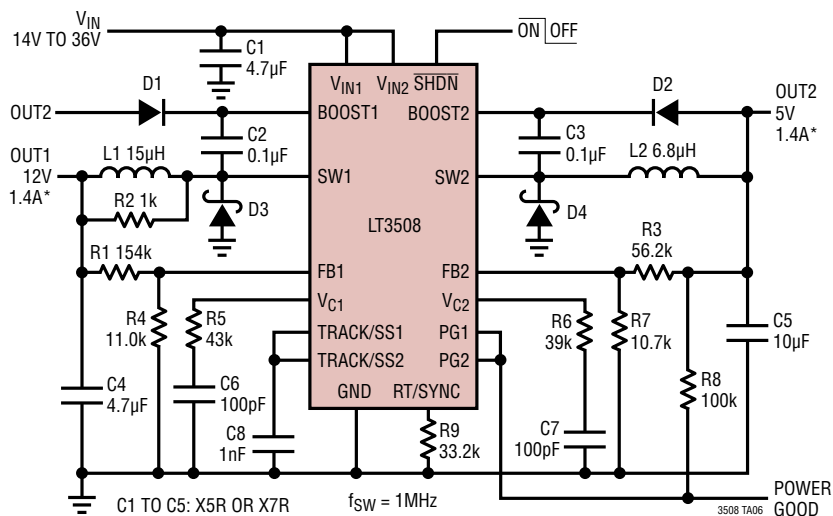 VIN
14V TO 36V
C1
4.7µF
ON OFF
VIN1
VIN2
SHDN
D1
D2
OUT2
BOOST1
BOOST2
OUT2
5V
1.4A*
C2
0.1µF
C3
0.1µF
OUT1
12V
1.4A*
L1 15µH
L2 6.8µH
SW1
SW2
R2 1k
D3
D4
LT3508
R1 154k
R3
56.2k
FB1
FB2
VC1
VC2
R4
11.0k
R5
43k
R6
39k
R7
10.7k
C5
10µF
TRACK/SS1
PG1
TRACK/SS2
PG2
R8
100k
C4
4.7µF
C6
100pF
GND
RT/SYNC
C7
100pF
C8
1nF
R9
33.2k
C1 TO C5: X5R OR X7R
fSW = 1MHz
3508 TA06
POWER
GOOD